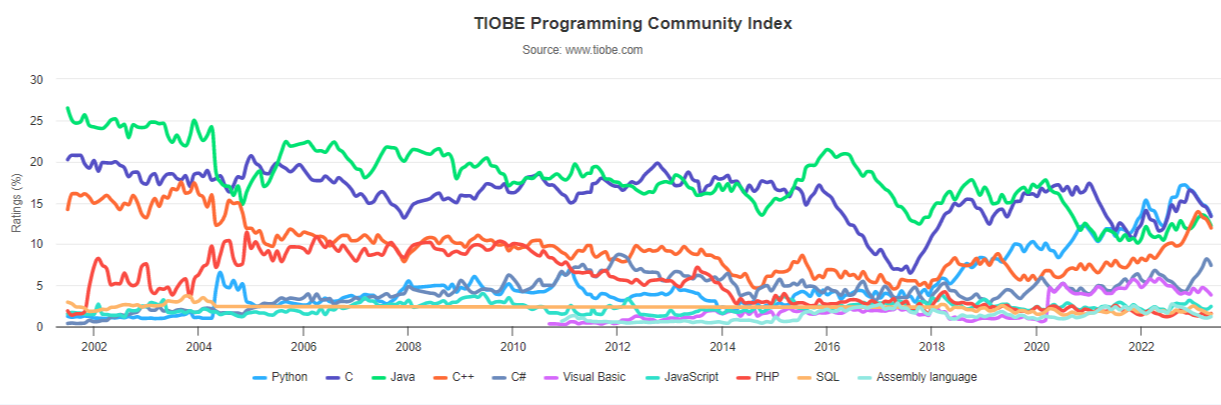 TIOBE Programming Community Index
Source: www.tiobe.com
Ratings (%)
30
25
20
15
10
5
0
2002 2004 2006 2008 2010 2012 2014 2016 2018 2020 2022
Python C Java C++ C# Visual Basic JavaScript PHP SQL Assembly language